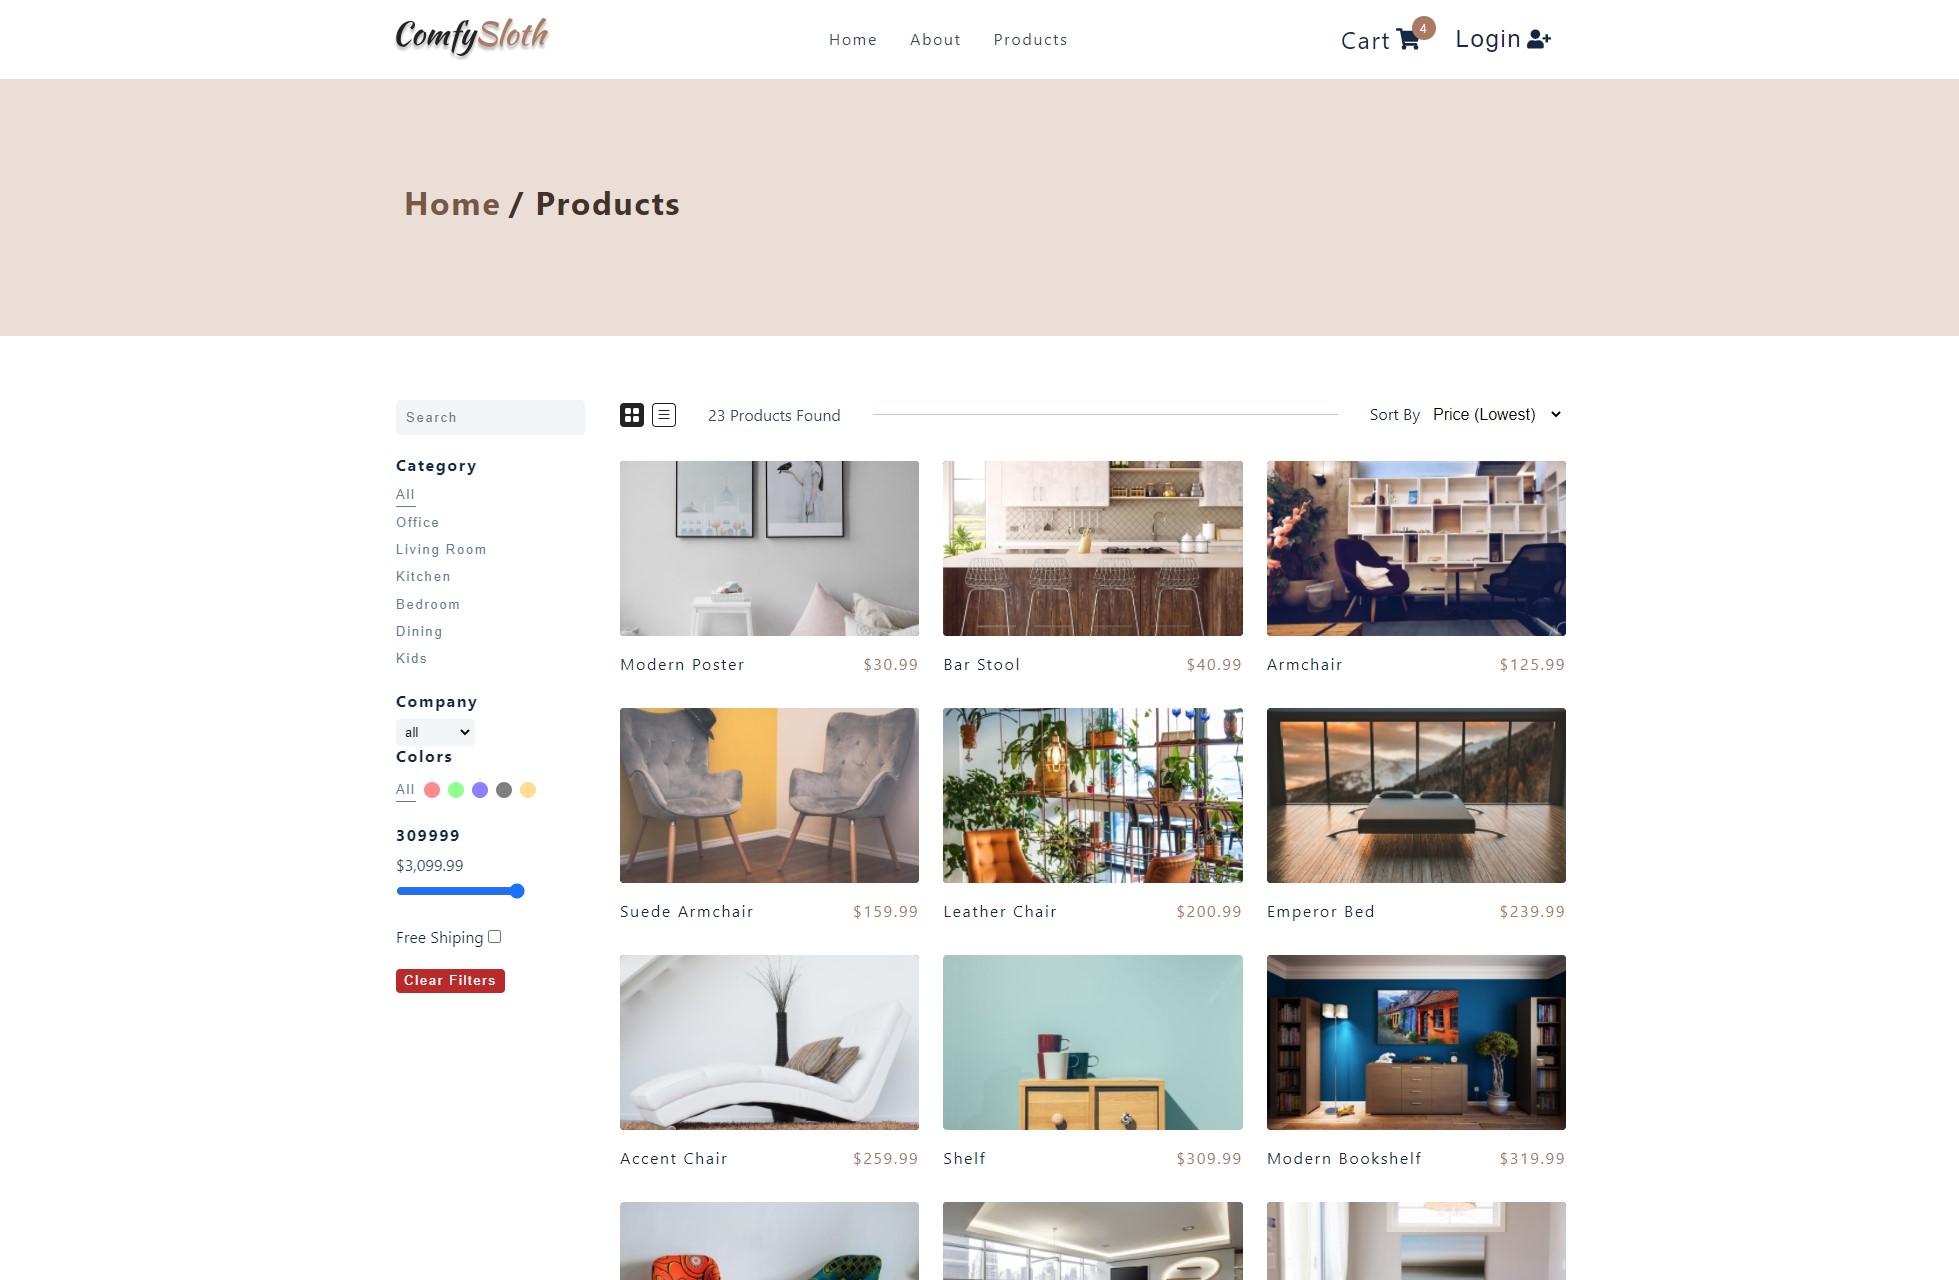 ComfySloth
Home About Products
Cart 4 Login
Home / Products
Search
Category
All
Office
Living Room
Kitchen
Bedroom
Dining
Kids
Company
all
Colors
All
309999
$3,099.99
Free Shiping
Clear Filters
23 Products Found
Sort By Price (Lowest)
Modern Poster $30.99
Bar Stool $40.99
Armchair $125.99
Suede Armchair $159.99
Leather Chair $200.99
Emperor Bed $239.99
Accent Chair $259.99
Shelf $309.99
Modern Bookshelf $319.99